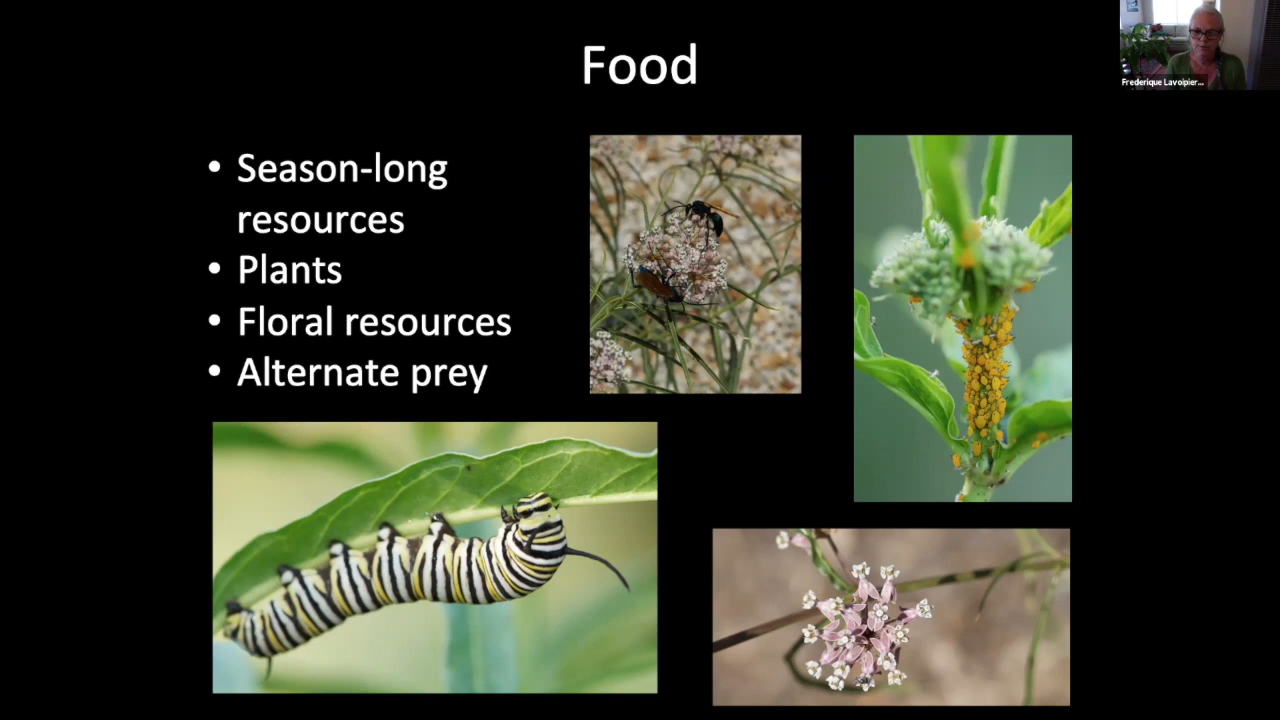 Food
• Season-long
resources
• Plants
• Floral resources
• Alternate prey
Frederique Lavoipier...